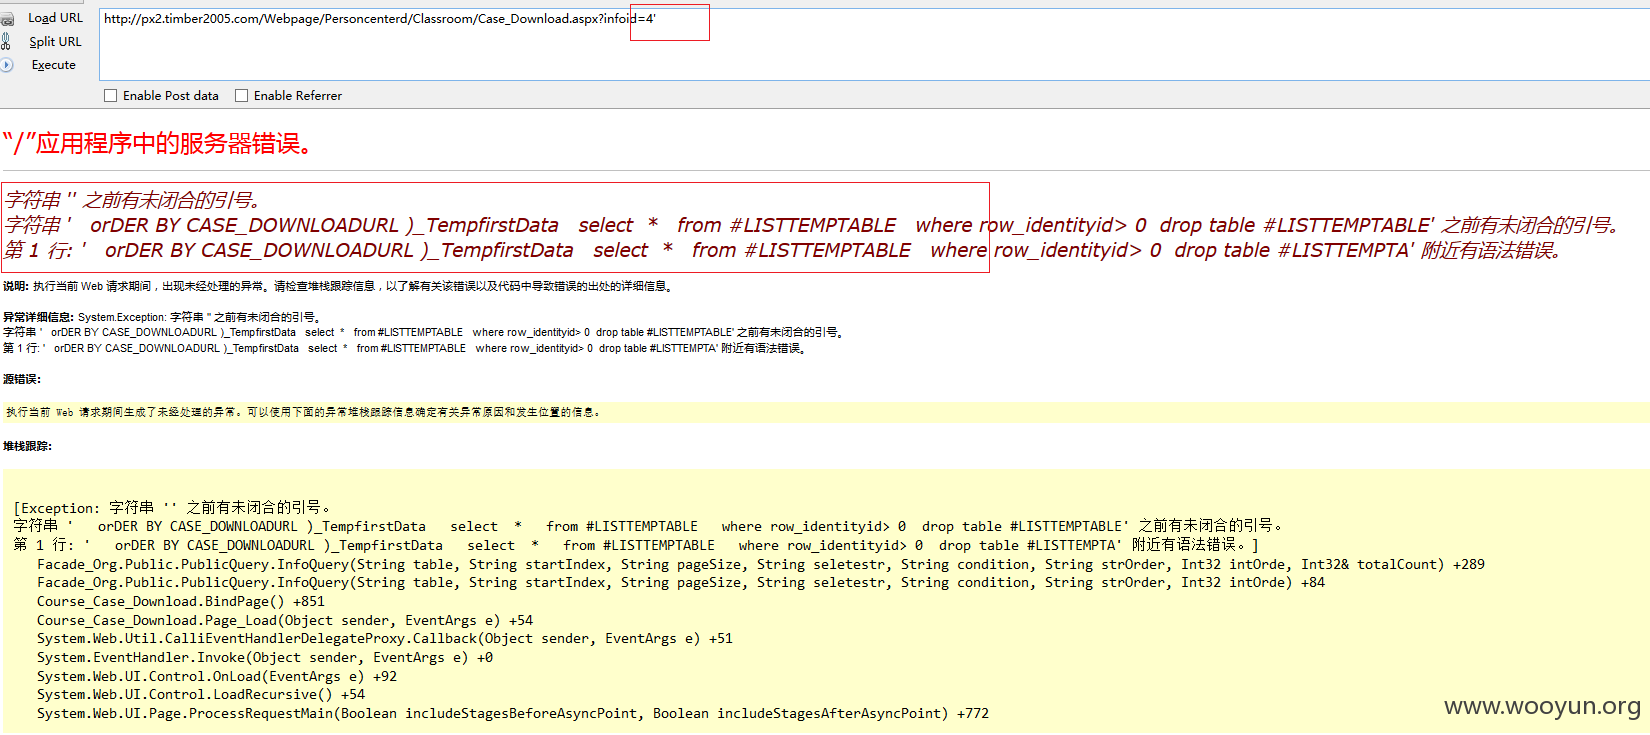 Load URL
http://px2.timber2005.com/Webpage/Personcenterd/Classroom/Case_Download.aspx?infoid=4'
Split URL
Execute
Enable Post data Enable Referrer
“/”应用程序中的服务器错误。
字符串 '' 之前有未闭合的引号。
字符串 '   orDER BY CASE_DOWNLOADURL )_TempfirstData   select  *   from #LISTTEMPTABLE   where row_identityid> 0  drop table #LISTTEMPTABLE' 之前有未闭合的引号。
第 1 行: '   orDER BY CASE_DOWNLOADURL )_TempfirstData   select  *   from #LISTTEMPTABLE   where row_identityid> 0  drop table #LISTTEMPTA' 附近有语法错误。
说明: 执行当前 Web 请求期间，出现未经处理的异常。请检查堆栈跟踪信息，以了解有关该错误以及代码中导致错误的出处的详细信息。
异常详细信息: System.Exception: 字符串 '' 之前有未闭合的引号。
字符串 '   orDER BY CASE_DOWNLOADURL )_TempfirstData   select  *   from #LISTTEMPTABLE   where row_identityid> 0  drop table #LISTTEMPTABLE' 之前有未闭合的引号。
第 1 行: '   orDER BY CASE_DOWNLOADURL )_TempfirstData   select  *   from #LISTTEMPTABLE   where row_identityid> 0  drop table #LISTTEMPTA' 附近有语法错误。
源错误:
执行当前 Web 请求期间生成了未经处理的异常。可以使用下面的异常堆栈跟踪信息确定有关异常原因和发生位置的信息。
堆栈跟踪:
[Exception: 字符串 '' 之前有未闭合的引号。
字符串 '   orDER BY CASE_DOWNLOADURL )_TempfirstData   select  *   from #LISTTEMPTABLE   where row_identityid> 0  drop table #LISTTEMPTABLE' 之前有未闭合的引号。
第 1 行: '   orDER BY CASE_DOWNLOADURL )_TempfirstData   select  *   from #LISTTEMPTABLE   where row_identityid> 0  drop table #LISTTEMPTA' 附近有语法错误。]
Facade_Org.Public.PublicQuery.InfoQuery(String table, String startIndex, String pageSize, String seletestr, String condition, String strOrder, Int32 intOrde, Int32& totalCount) +289
Facade_Org.Public.PublicQuery.InfoQuery(String table, String startIndex, String pageSize, String seletestr, String condition, String strOrder, Int32 intOrde) +84
Course_Case_Download.BindPage() +851
Course_Case_Download.Page_Load(Object sender, EventArgs e) +54
System.Web.Util.CalliEventHandlerDelegateProxy.Callback(Object sender, EventArgs e) +51
System.EventHandler.Invoke(Object sender, EventArgs e) +0
System.Web.UI.Control.OnLoad(EventArgs e) +92
System.Web.UI.Control.LoadRecursive() +54
System.Web.UI.Page.ProcessRequestMain(Boolean includeStagesBeforeAsyncPoint, Boolean includeStagesAfterAsyncPoint) +772
www.wooyun.org